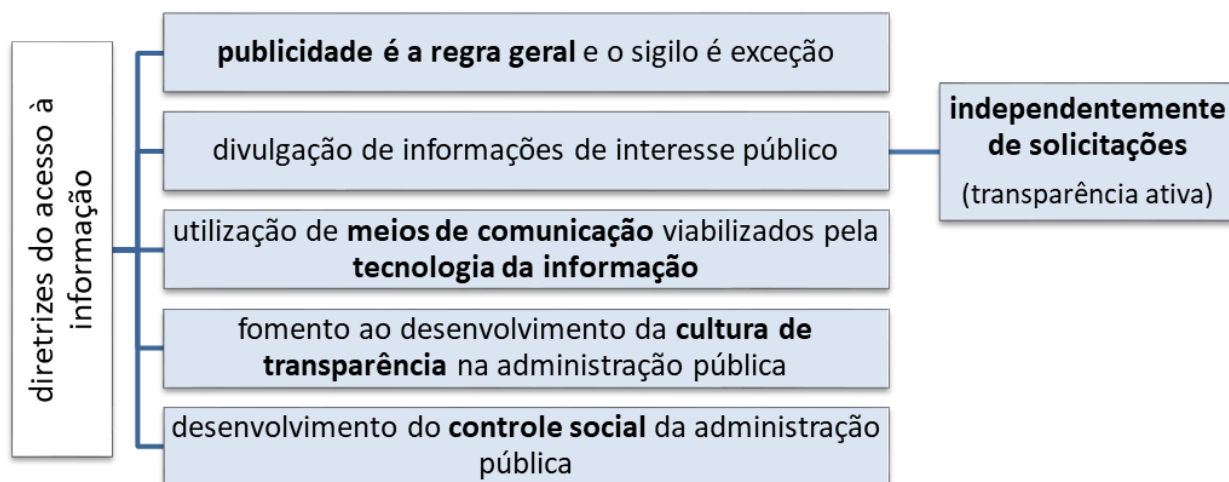 diretrizes do acesso à
informação
publicidade é a regra geral e o sigilo é exceção
divulgação de informações de interesse público
independentemente
de solicitações
(transparência ativa)
utilização de meios de comunicação viabilizados pela
tecnologia da informação
fomento ao desenvolvimento da cultura de
transparência na administração pública
desenvolvimento do controle social da administração
pública